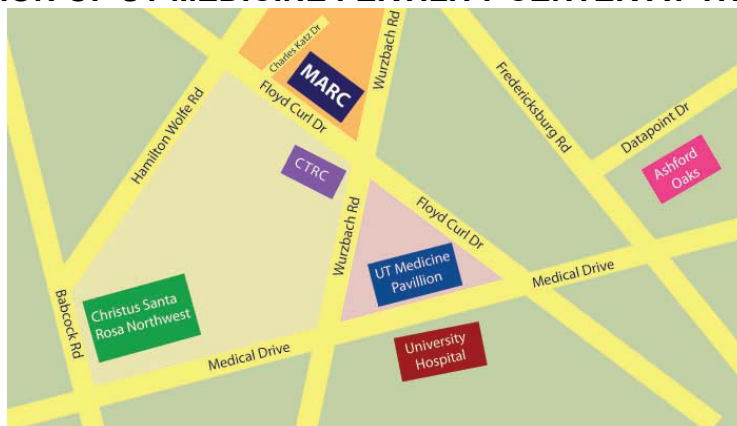 Charles Katz Dr
MARC
Wurzbach Rd
Fredericksburg Rd
Hamilton Wolfe Rd
Floyd Curl Dr
Datapoint Dr
CTRC
Ashford
Oaks
Wurzbach Rd
Floyd Curl Dr
UT Medicine
Pavillion
Medical Drive
Babcock Rd
Christus Santa
Rosa Northwest
University
Hospital
Medical Drive